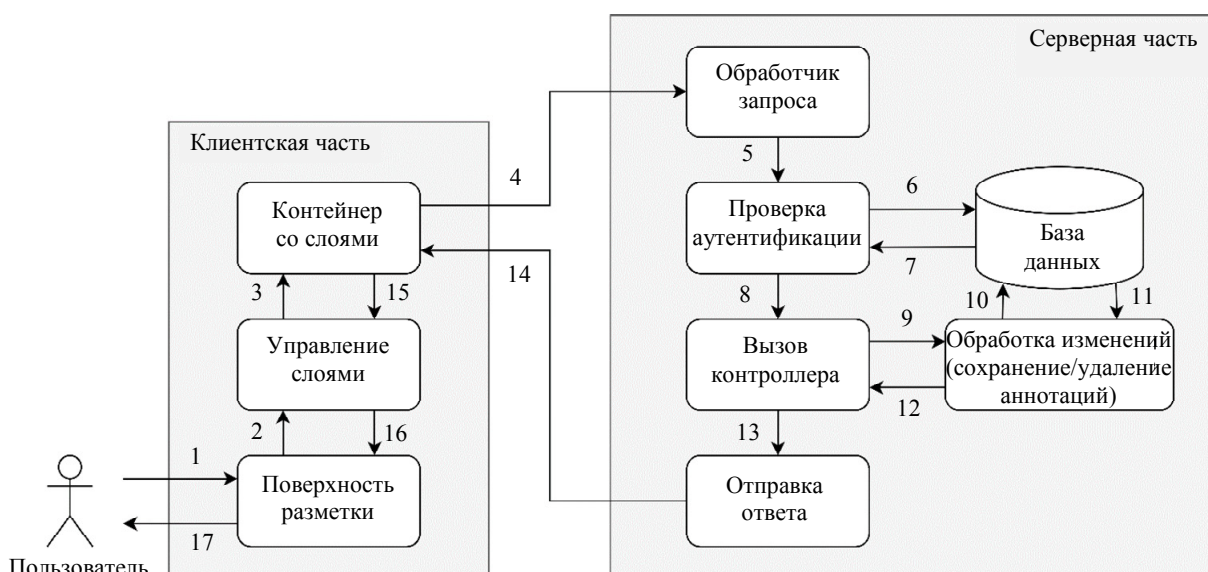 Серверная часть
Обработчик
запроса
Клиентская часть
5
4
6
Контейнер
со слоями
Проверка
аутентификации
База
данных
7
14
3
15
8
10
11
9
Управление
слоями
Вызов
контроллера
Обработка изменений
(сохранение/удаление
аннотаций)
12
2
16
13
1
Поверхность
разметки
Отправка
ответа
17
Пользователь